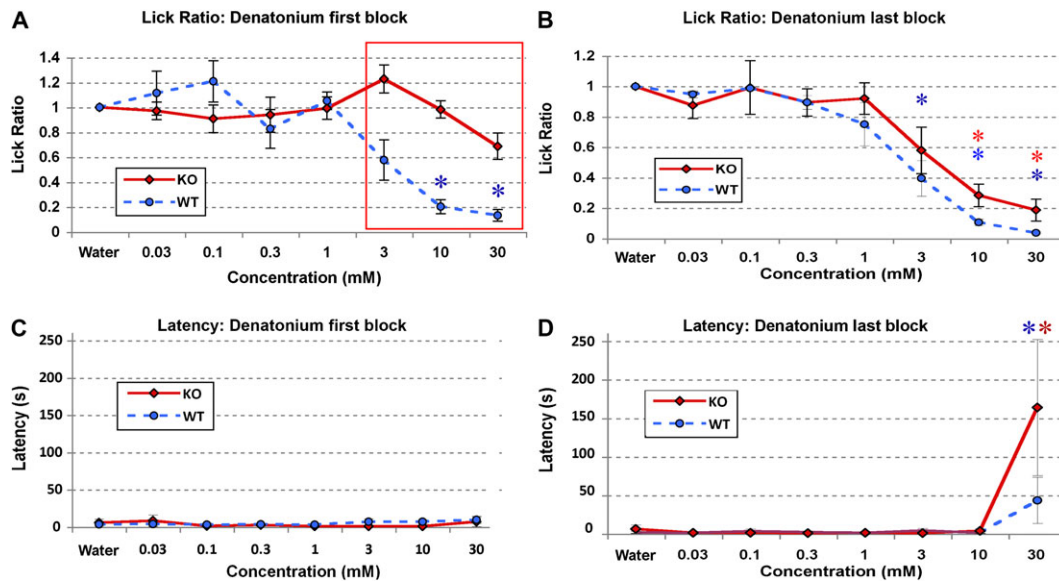 A
Lick Ratio: Denatonium first block
Lick Ratio
1.4
1.2
1
0.8
0.6
0.4
0.2
0
KO
WT
*
*
Water 0.03 0.1 0.3 1 3 10 30
Concentration (mM)
B
Lick Ratio: Denatonium last block
Lick Ratio
1.2
1
0.8
0.6
0.4
0.2
0
KO
WT
*
* *
* *
Water 0.03 0.1 0.3 1 3 10 30
Concentration (mM)
C
Latency: Denatonium first block
Latency (s)
250
200
150
100
50
0
KO
WT
Water 0.03 0.1 0.3 1 3 10 30
Concentration (mM)
D
Latency: Denatonium last block
Latency (s)
250
200
150
100
50
0
KO
WT
**
Water 0.03 0.1 0.3 1 3 10 30
Concentration (mM)